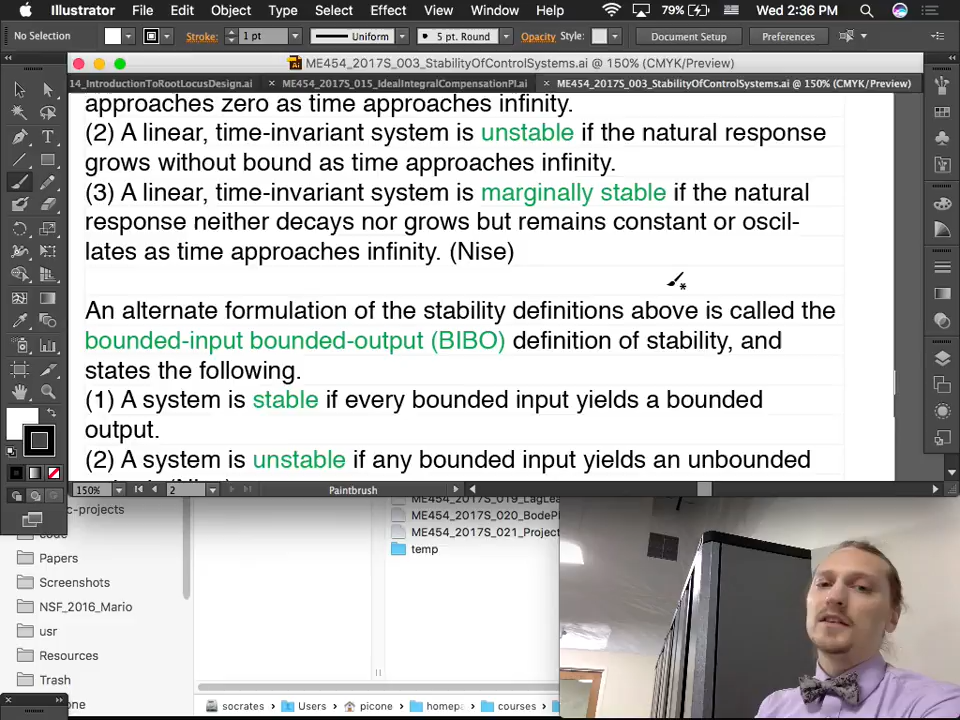 Illustrator File Edit Object Type Select Effect View Window Help 79% Wed 2:36 PM
No Selection Stroke: 1 pt Uniform 5 pt. Round Opacity Style: Document Setup Preferences
ME454_2017S_003_StabilityOfControlSystems.ai @ 150% (CMYK/Preview)
14_IntroductionToRootLocusDesign.ai ME454_2017S_015_IdealIntegralCompensationPI.ai ME454_2017S_003_StabilityOfControlSystems.ai @ 150% (CMYK/Preview)
approaches zero as time approaches infinity.
(2) A linear, time-invariant system is unstable if the natural response
grows without bound as time approaches infinity.
(3) A linear, time-invariant system is marginally stable if the natural
response neither decays nor grows but remains constant or oscil-
lates as time approaches infinity. (Nise)
An alternate formulation of the stability definitions above is called the
bounded-input bounded-output (BIBO) definition of stability, and
states the following.
(1) A system is stable if every bounded input yields a bounded
output.
(2) A system is unstable if any bounded input yields an unbounded
150% 2 Paintbrush
c-projects
code
Papers
Screenshots
NSF_2016_Mario
usr
Resources
Trash
ME454_2017S_019_LagLea
ME454_2017S_020_BodePl
ME454_2017S_021_Project
temp
socrates Users picone homepa courses